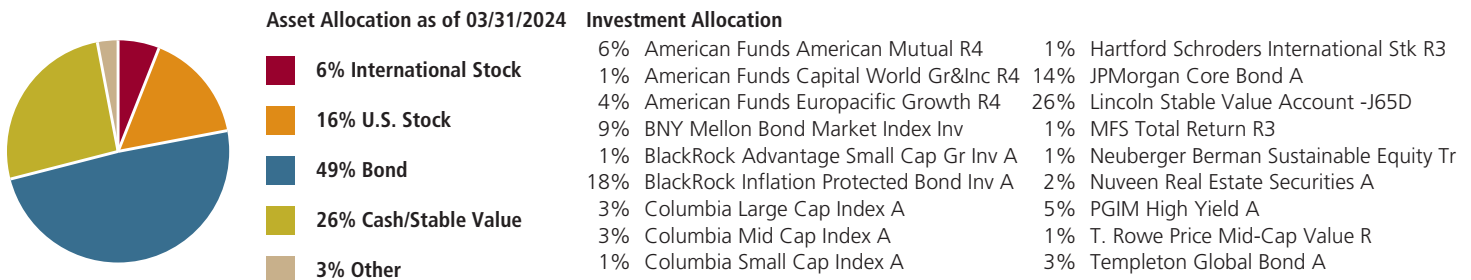 Asset Allocation as of 03/31/2024
6% International Stock
16% U.S. Stock
49% Bond
26% Cash/Stable Value
3% Other
Investment Allocation
6% American Funds American Mutual R4
1% American Funds Capital World Gr&Inc R4
4% American Funds Europacific Growth R4
9% BNY Mellon Bond Market Index Inv
1% BlackRock Advantage Small Cap Gr Inv A
18% BlackRock Inflation Protected Bond Inv A
3% Columbia Large Cap Index A
3% Columbia Mid Cap Index A
1% Columbia Small Cap Index A
1% Hartford Schroders International Stk R3
14% JPMorgan Core Bond A
26% Lincoln Stable Value Account -J65D
1% MFS Total Return R3
1% Neuberger Berman Sustainable Equity Tr
2% Nuveen Real Estate Securities A
5% PGIM High Yield A
1% T. Rowe Price Mid-Cap Value R
3% Templeton Global Bond A